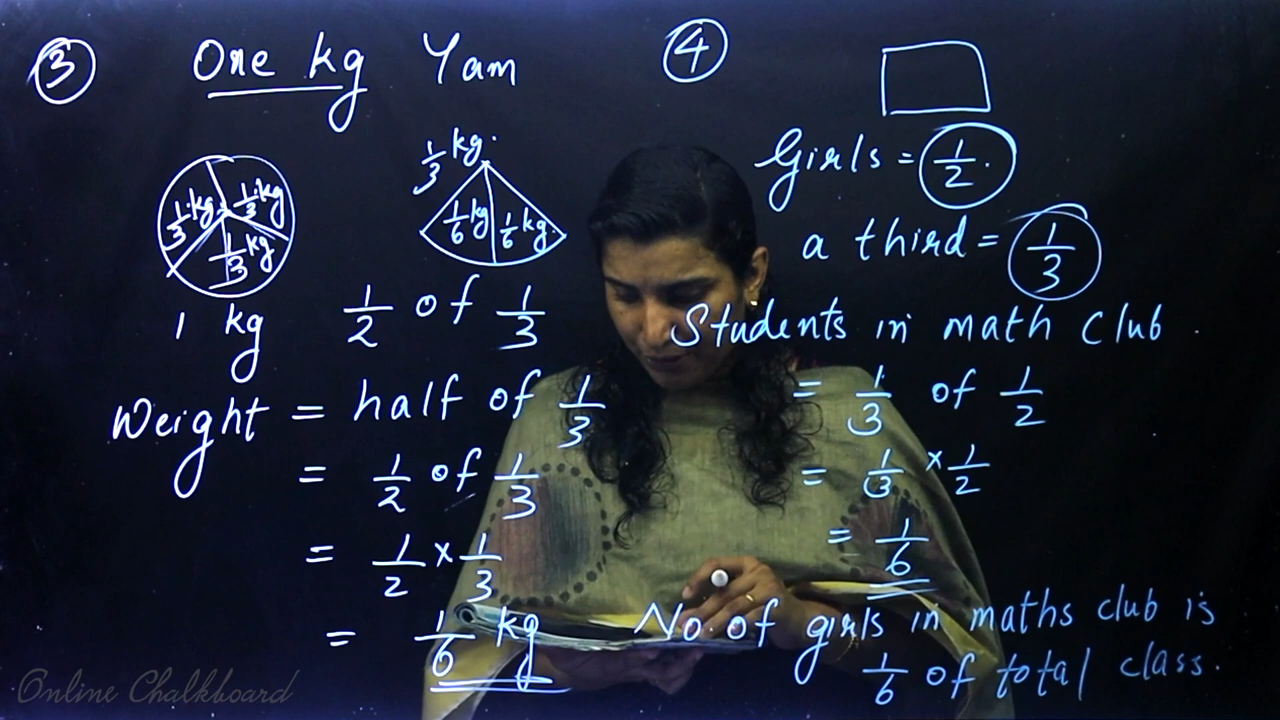 ③ One kg Yam
1/3 kg 1/3 kg
1/3 kg
1 kg
1/3 kg.
1/6 kg 1/6 kg
1/2 of 1/3
Weight = half of 1/3
= 1/2 of 1/3
= 1/2 × 1/3
= 1/6 kg
④
Girls = 1/2.
a third = 1/3
Students in math Club.
= 1/3 of 1/2
= 1/3 × 1/2
= 1/6
No. of girls in maths club is
1/6 of total class.
Online Chalkboard